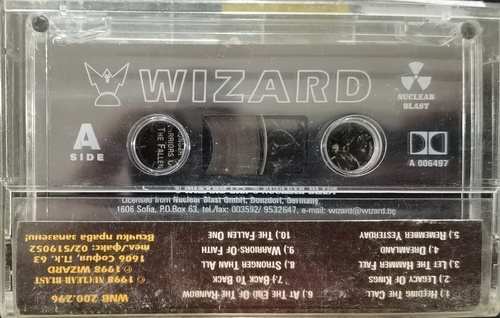 WIZARD
NUCLEAR
BLAST
A
SIDE
The Fallen
A 006497
Licensed from Nuclear Blast GmbH, Donzdorf, Germany,
1606 Sofia, P.O.Box 63, tel/fax: 003592/ 9532647, e-mail: wizard@wizard.bg
1.) Heeding The Call
2.) Legacy Of Kings
3.) Let The Hammer Fall
4.) Dreamland
5.) Remember Yesterday
6.) At The End Of The Rainbow
7.) Back To Back
8.) Stronger Than All
9.) Warriors Of Faith
10.) The Fallen One
WNB 200.296
© 1998 NUCLEAR BLAST
© 1998 WIZARD
1606 София, П.к. 63
тел/факс: 02/519052
Всички права запазени!